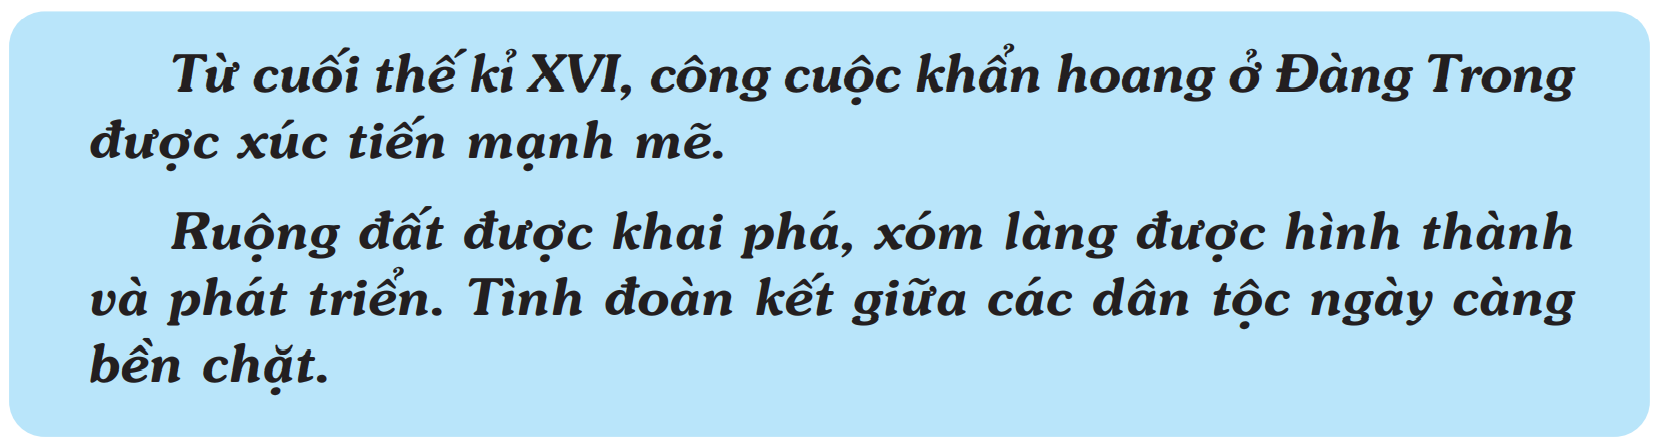 Từ cuối thế kỉ XVI, công cuộc khẩn hoang ở Đàng Trong
được xúc tiến mạnh mẽ.
Ruộng đất được khai phá, xóm làng được hình thành
và phát triển. Tình đoàn kết giữa các dân tộc ngày càng
bền chặt.